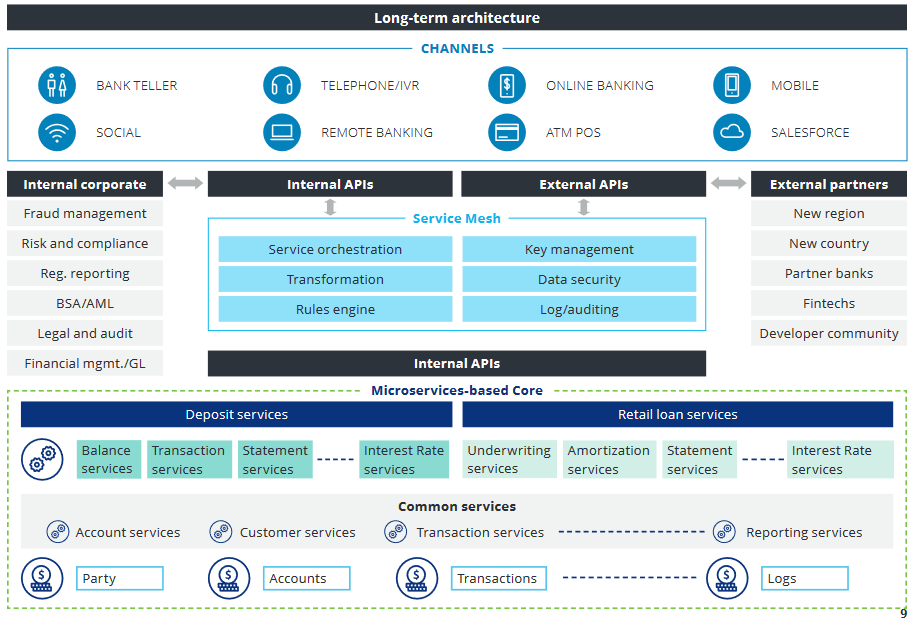 Long-term architecture
CHANNELS
BANK TELLER
TELEPHONE/IVR
ONLINE BANKING
MOBILE
SOCIAL
REMOTE BANKING
ATM POS
SALESFORCE
Internal corporate
Internal APIs
External APIs
External partners
Fraud management
Risk and compliance
Reg. reporting
BSA/AML
Legal and audit
Financial mgmt./GL
Service Mesh
Service orchestration
Key management
Transformation
Data security
Rules engine
Log/auditing
New region
New country
Partner banks
Fintechs
Developer community
Internal APIs
Microservices-based Core
Deposit services
Retail loan services
Balance
services
Transaction
services
Statement
services
Interest Rate
services
Underwriting
services
Amortization
services
Statement
services
Interest Rate
services
Common services
Account services
Customer services
Transaction services
Reporting services
Party
Accounts
Transactions
Logs
9